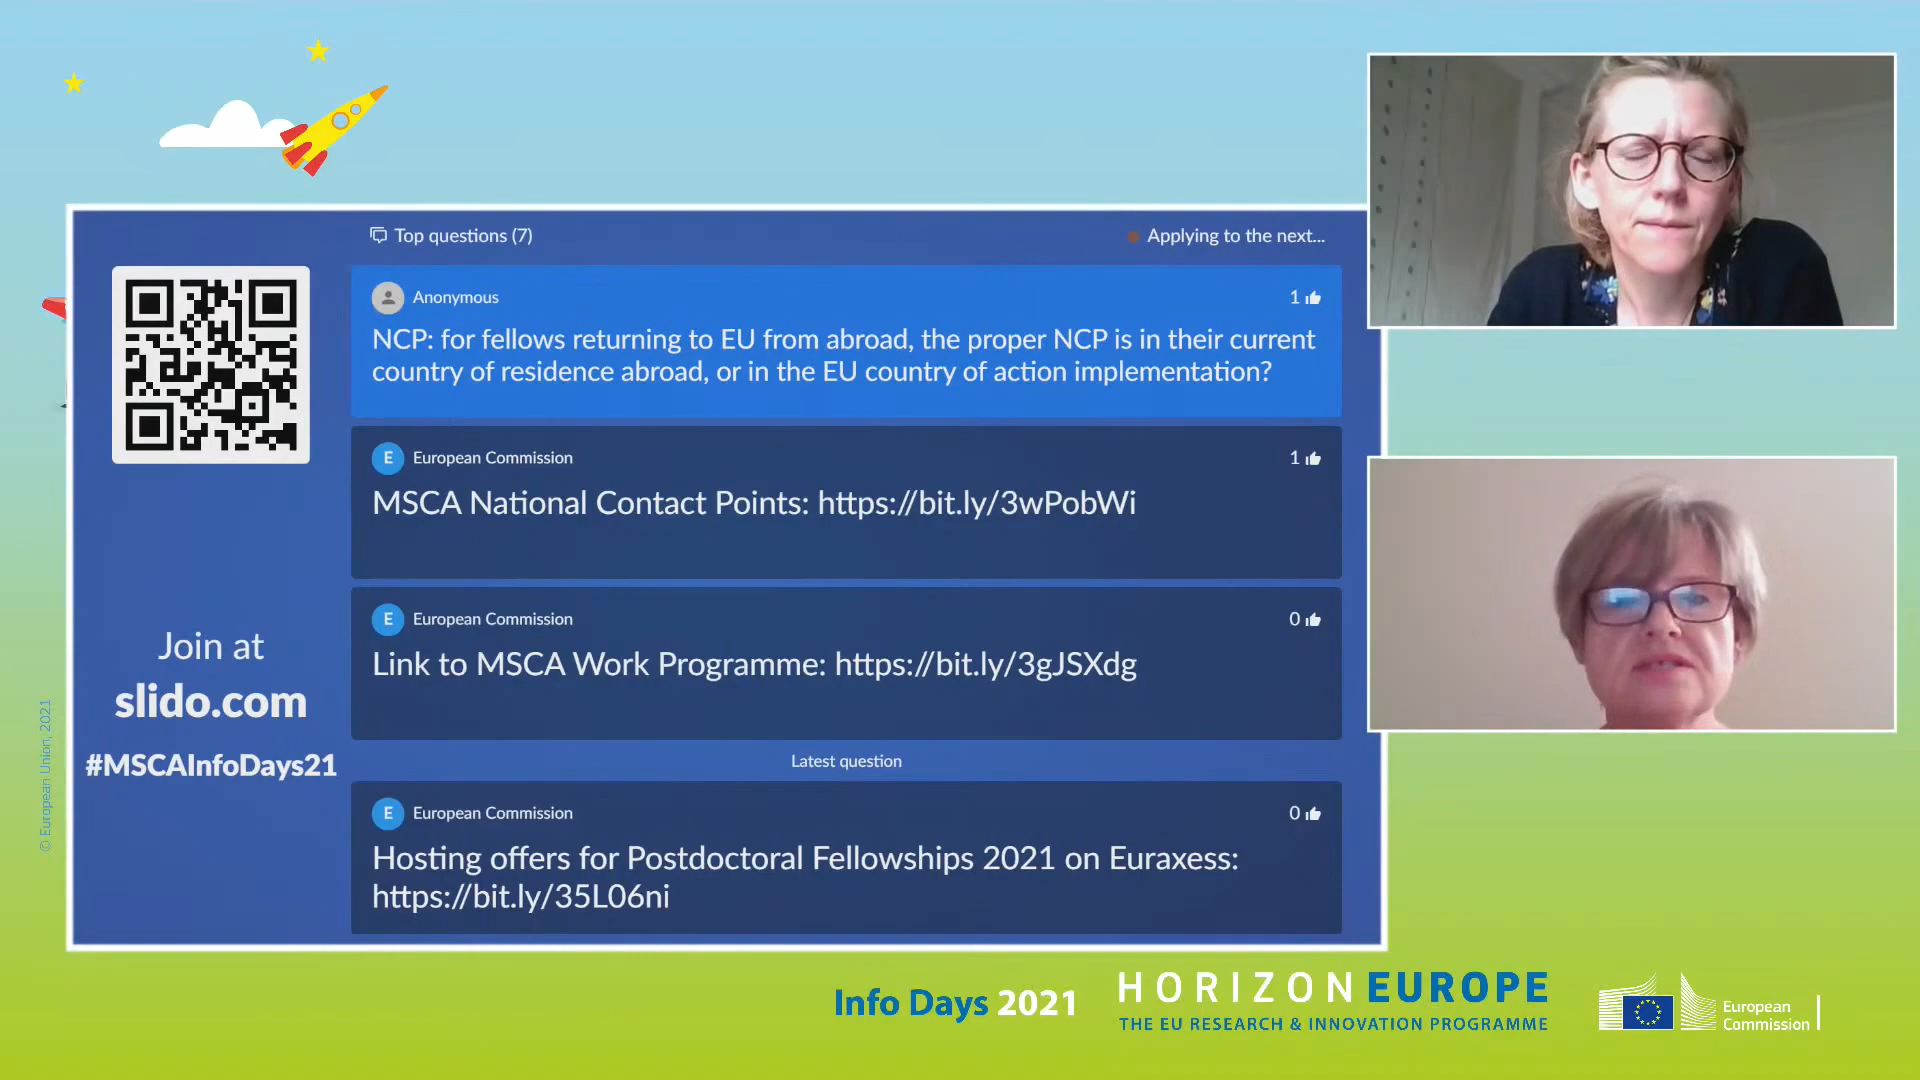 Top questions (7)
Applying to the next...
Anonymous
1
NCP: for fellows returning to EU from abroad, the proper NCP is in their current
country of residence abroad, or in the EU country of action implementation?
E European Commission
1
MSCA National Contact Points: https://bit.ly/3wPobWi
E European Commission
0
Link to MSCA Work Programme: https://bit.ly/3gJSXdg
Latest question
E European Commission
0
Hosting offers for Postdoctoral Fellowships 2021 on Euraxess:
https://bit.ly/35L06ni
Join at
slido.com
#MSCAInfoDays21
© European Union, 2021
Info Days 2021
HORIZON EUROPE
THE EU RESEARCH & INNOVATION PROGRAMME
European
Commission